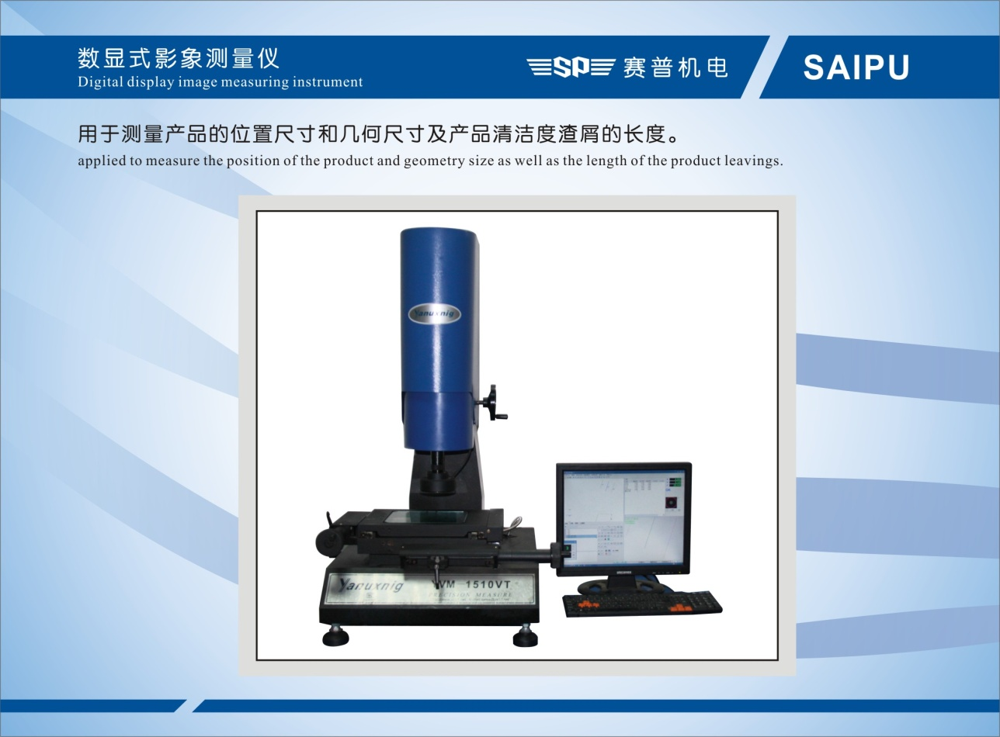 数显式影象测量仪
Digital display image measuring instrument
SP 赛普机电
SAIPU
用于测量产品的位置尺寸和几何尺寸及产品清洁度渣屑的长度。
applied to measure the position of the product and geometry size as well as the length of the product leavings.
Yanuxnig
Yanuxnig YVM-1510VT
PRECISION MEASURE